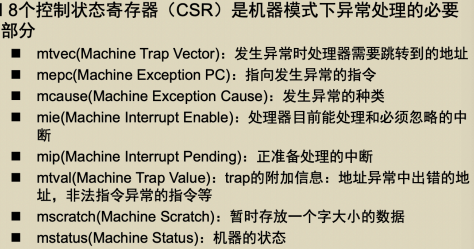 8个控制状态寄存器（CSR）是机器模式下异常处理的必要
部分
■ mtvec(Machine Trap Vector)：发生异常时处理器需要跳转到的地址
■ mepc(Machine Exception PC)：指向发生异常的指令
■ mcause(Machine Exception Cause)：发生异常的种类
■ mie(Machine Interrupt Enable)：处理器目前能处理和必须忽略的中
断
■ mip(Machine Interrupt Pending)：正准备处理的中断
■ mtval(Machine Trap Value)：trap的附加信息：地址异常中出错的地
址，非法指令异常的指令等
■ mscratch(Machine Scratch)：暂时存放一个字大小的数据
■ mstatus(Machine Status)：机器的状态